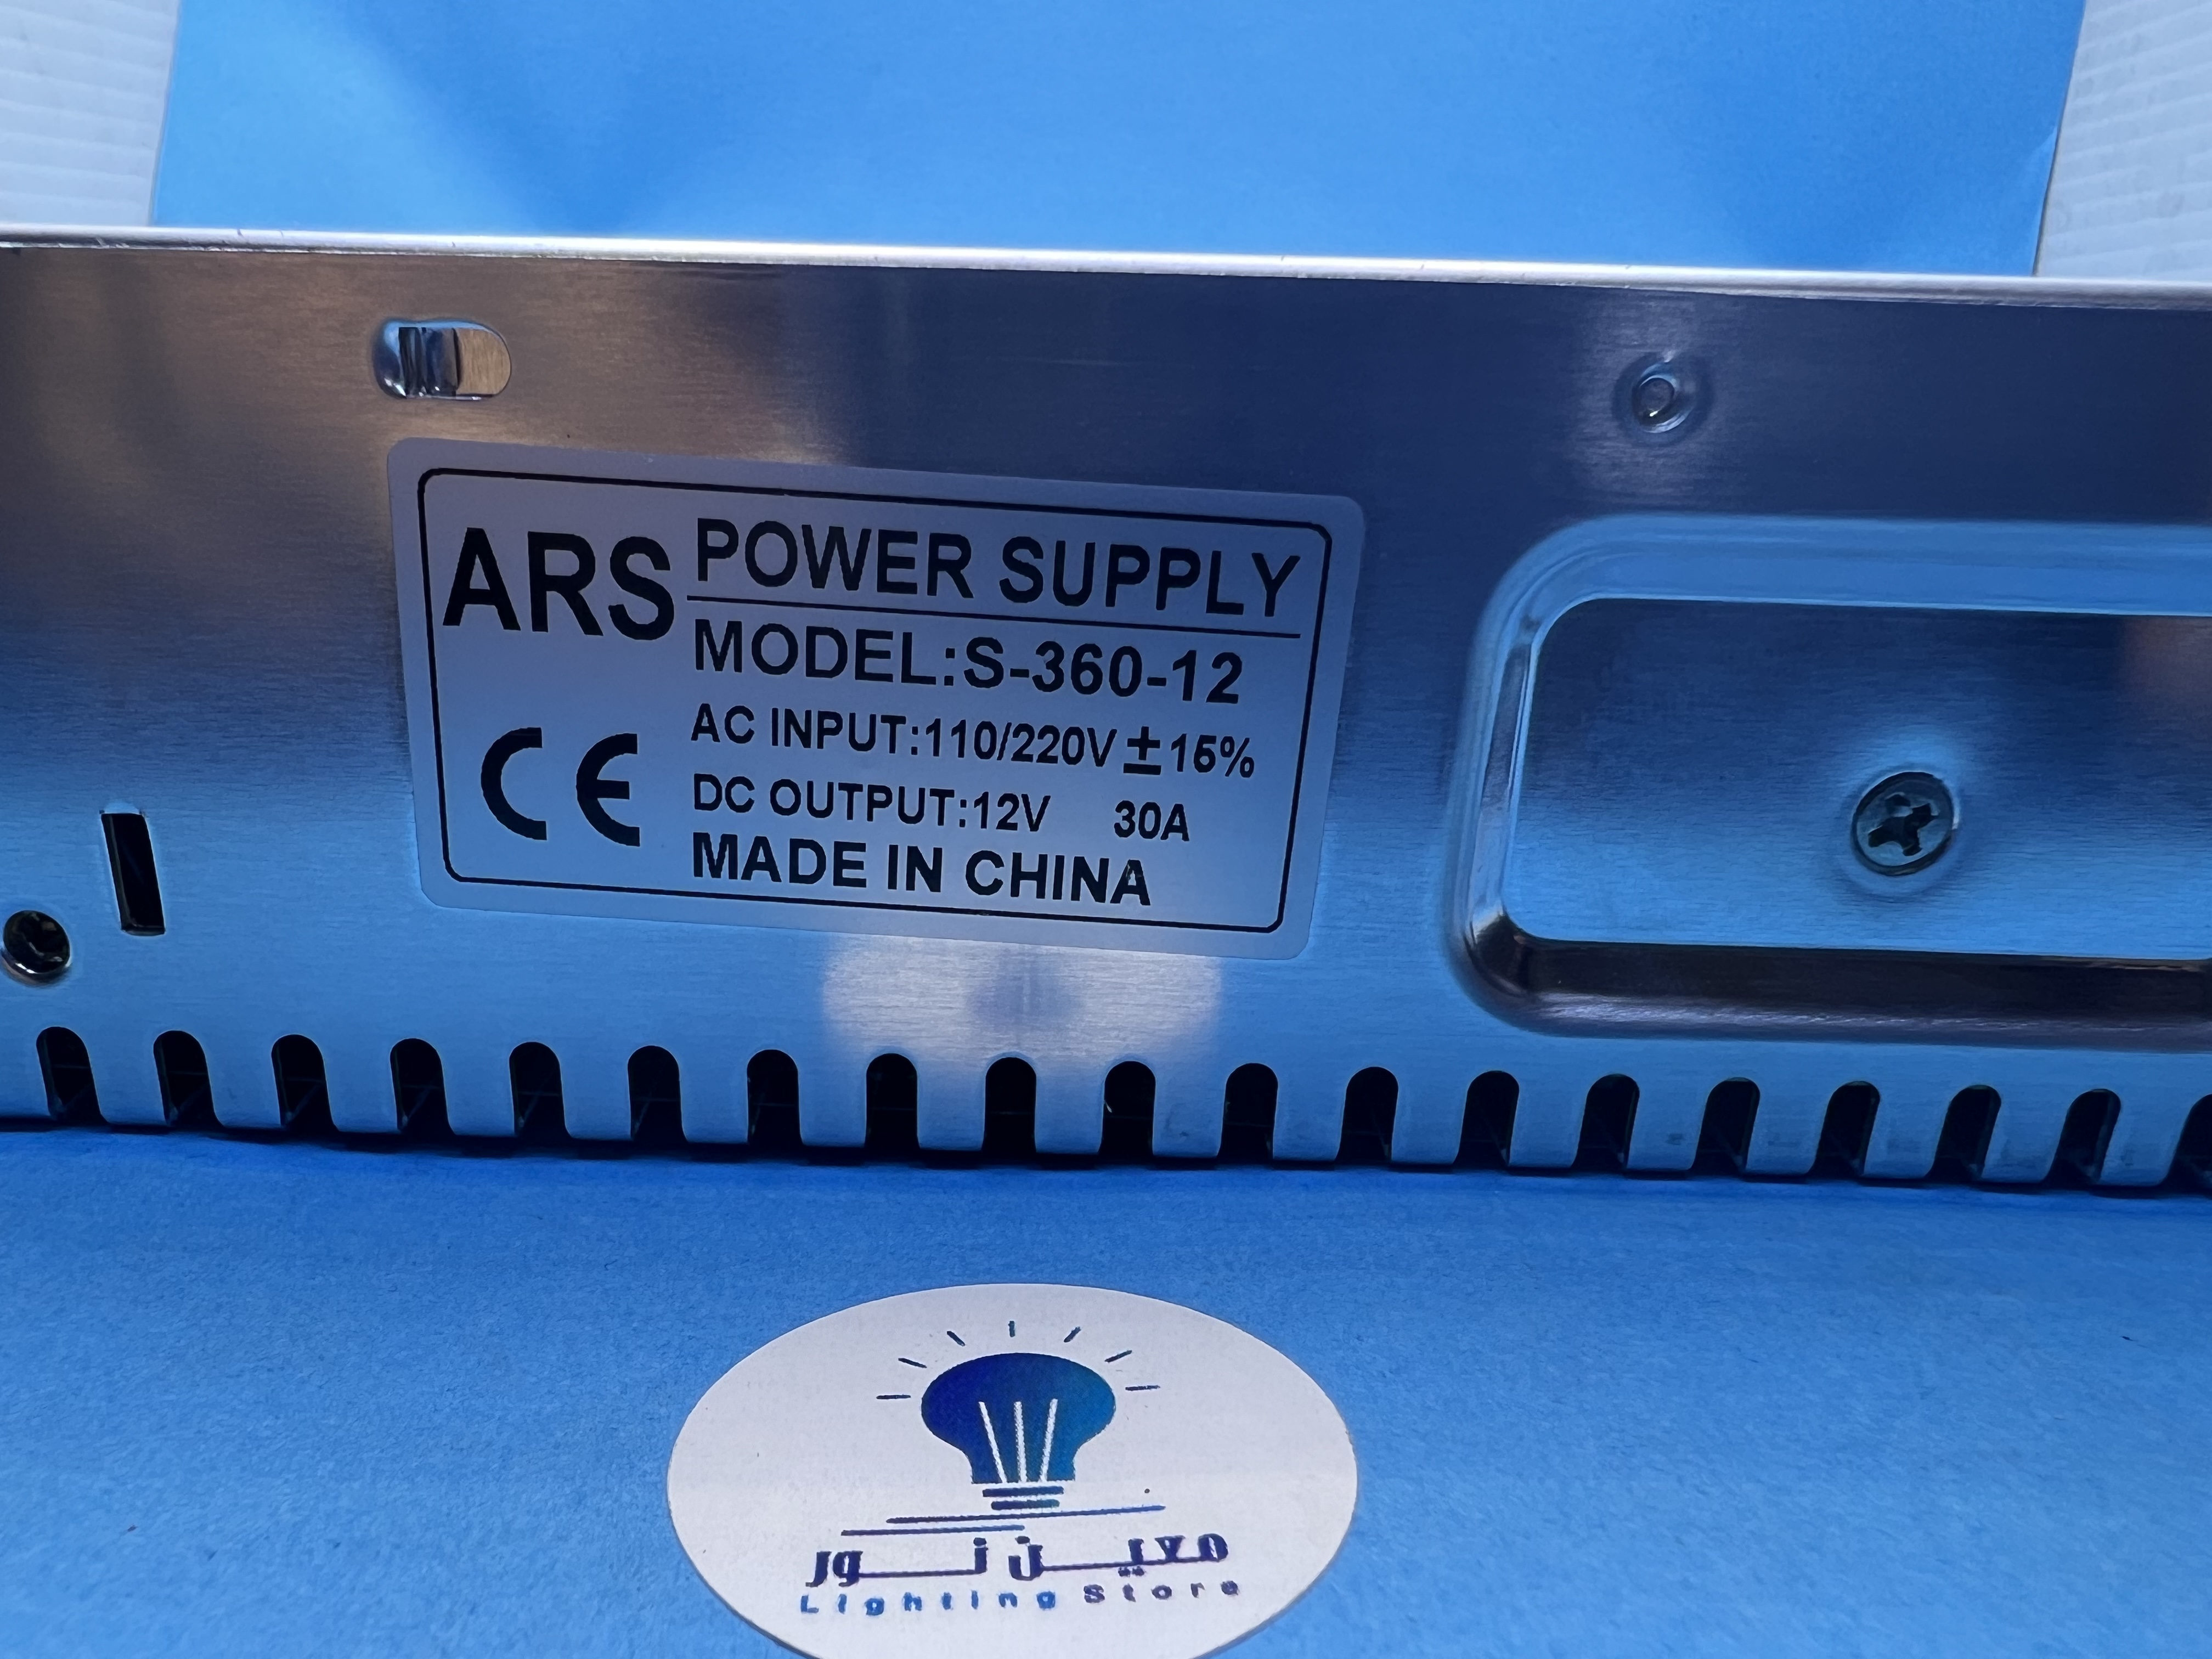 ARS POWER SUPPLY
MODEL:S-360-12
AC INPUT:110/220V±15%
DC OUTPUT:12V 30A
CE
MADE IN CHINA
معین نور
Lighting Store